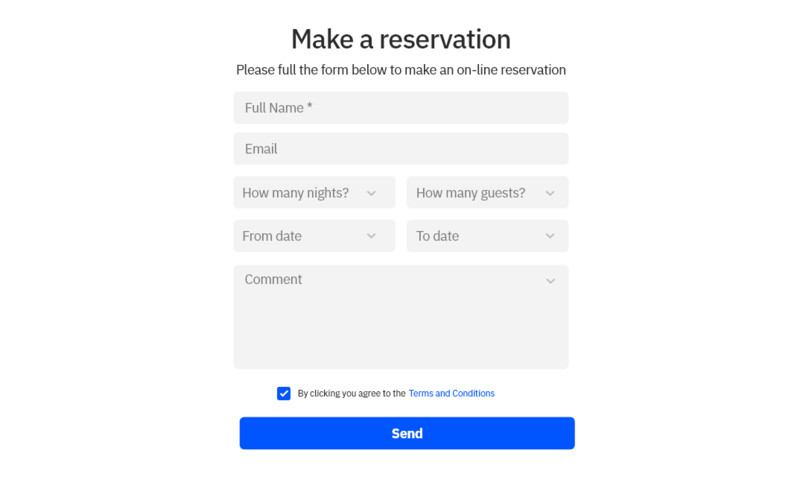 Make a reservation
Please full the form below to make an on-line reservation
Full Name *
Email
How many nights? How many guests?
From date To date
Comment
By clicking you agree to the Terms and Conditions
Send